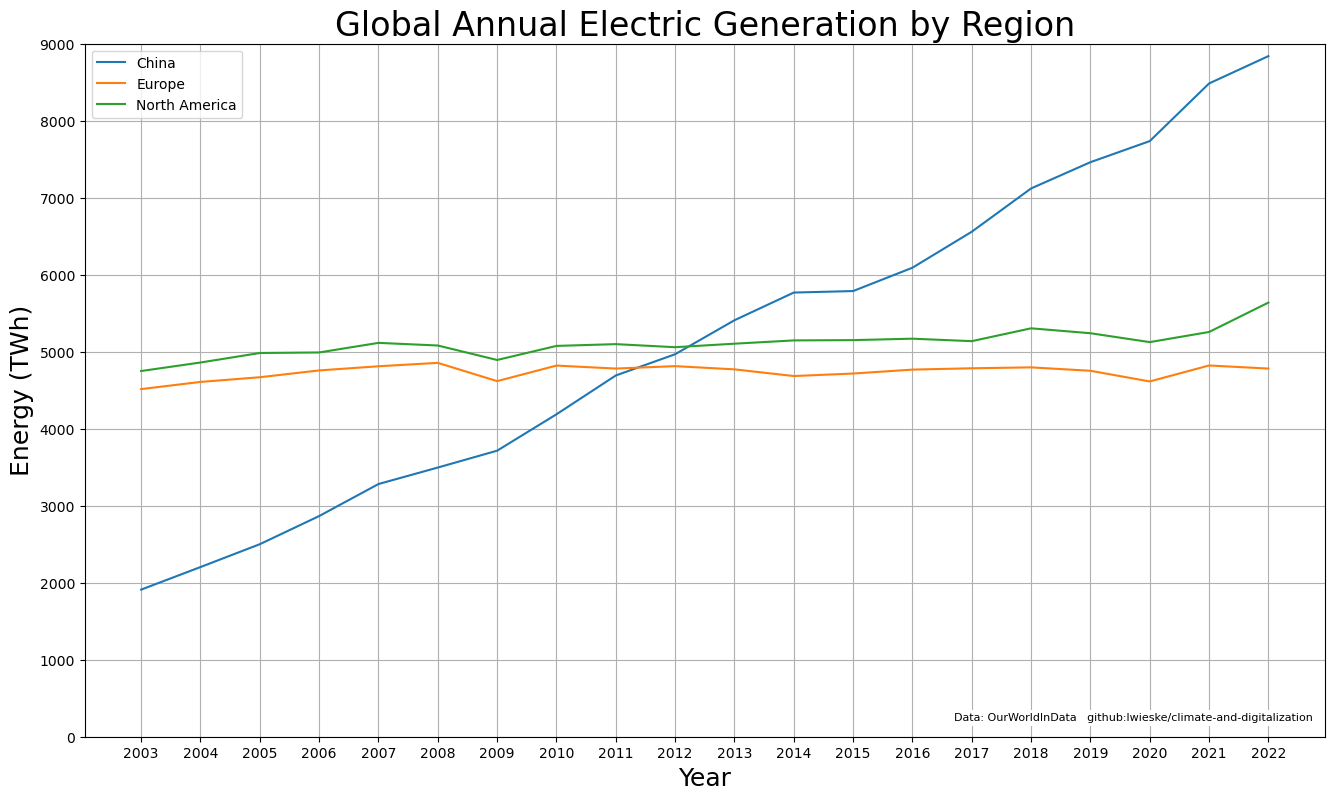 Global Annual Electric Generation by Region
China
Europe
North America
Energy (TWh)
9000
8000
7000
6000
5000
4000
3000
2000
1000
0
Data: OurWorldInData github:lwieske/climate-and-digitalization
2003 2004 2005 2006 2007 2008 2009 2010 2011 2012 2013 2014 2015 2016 2017 2018 2019 2020 2021 2022
Year